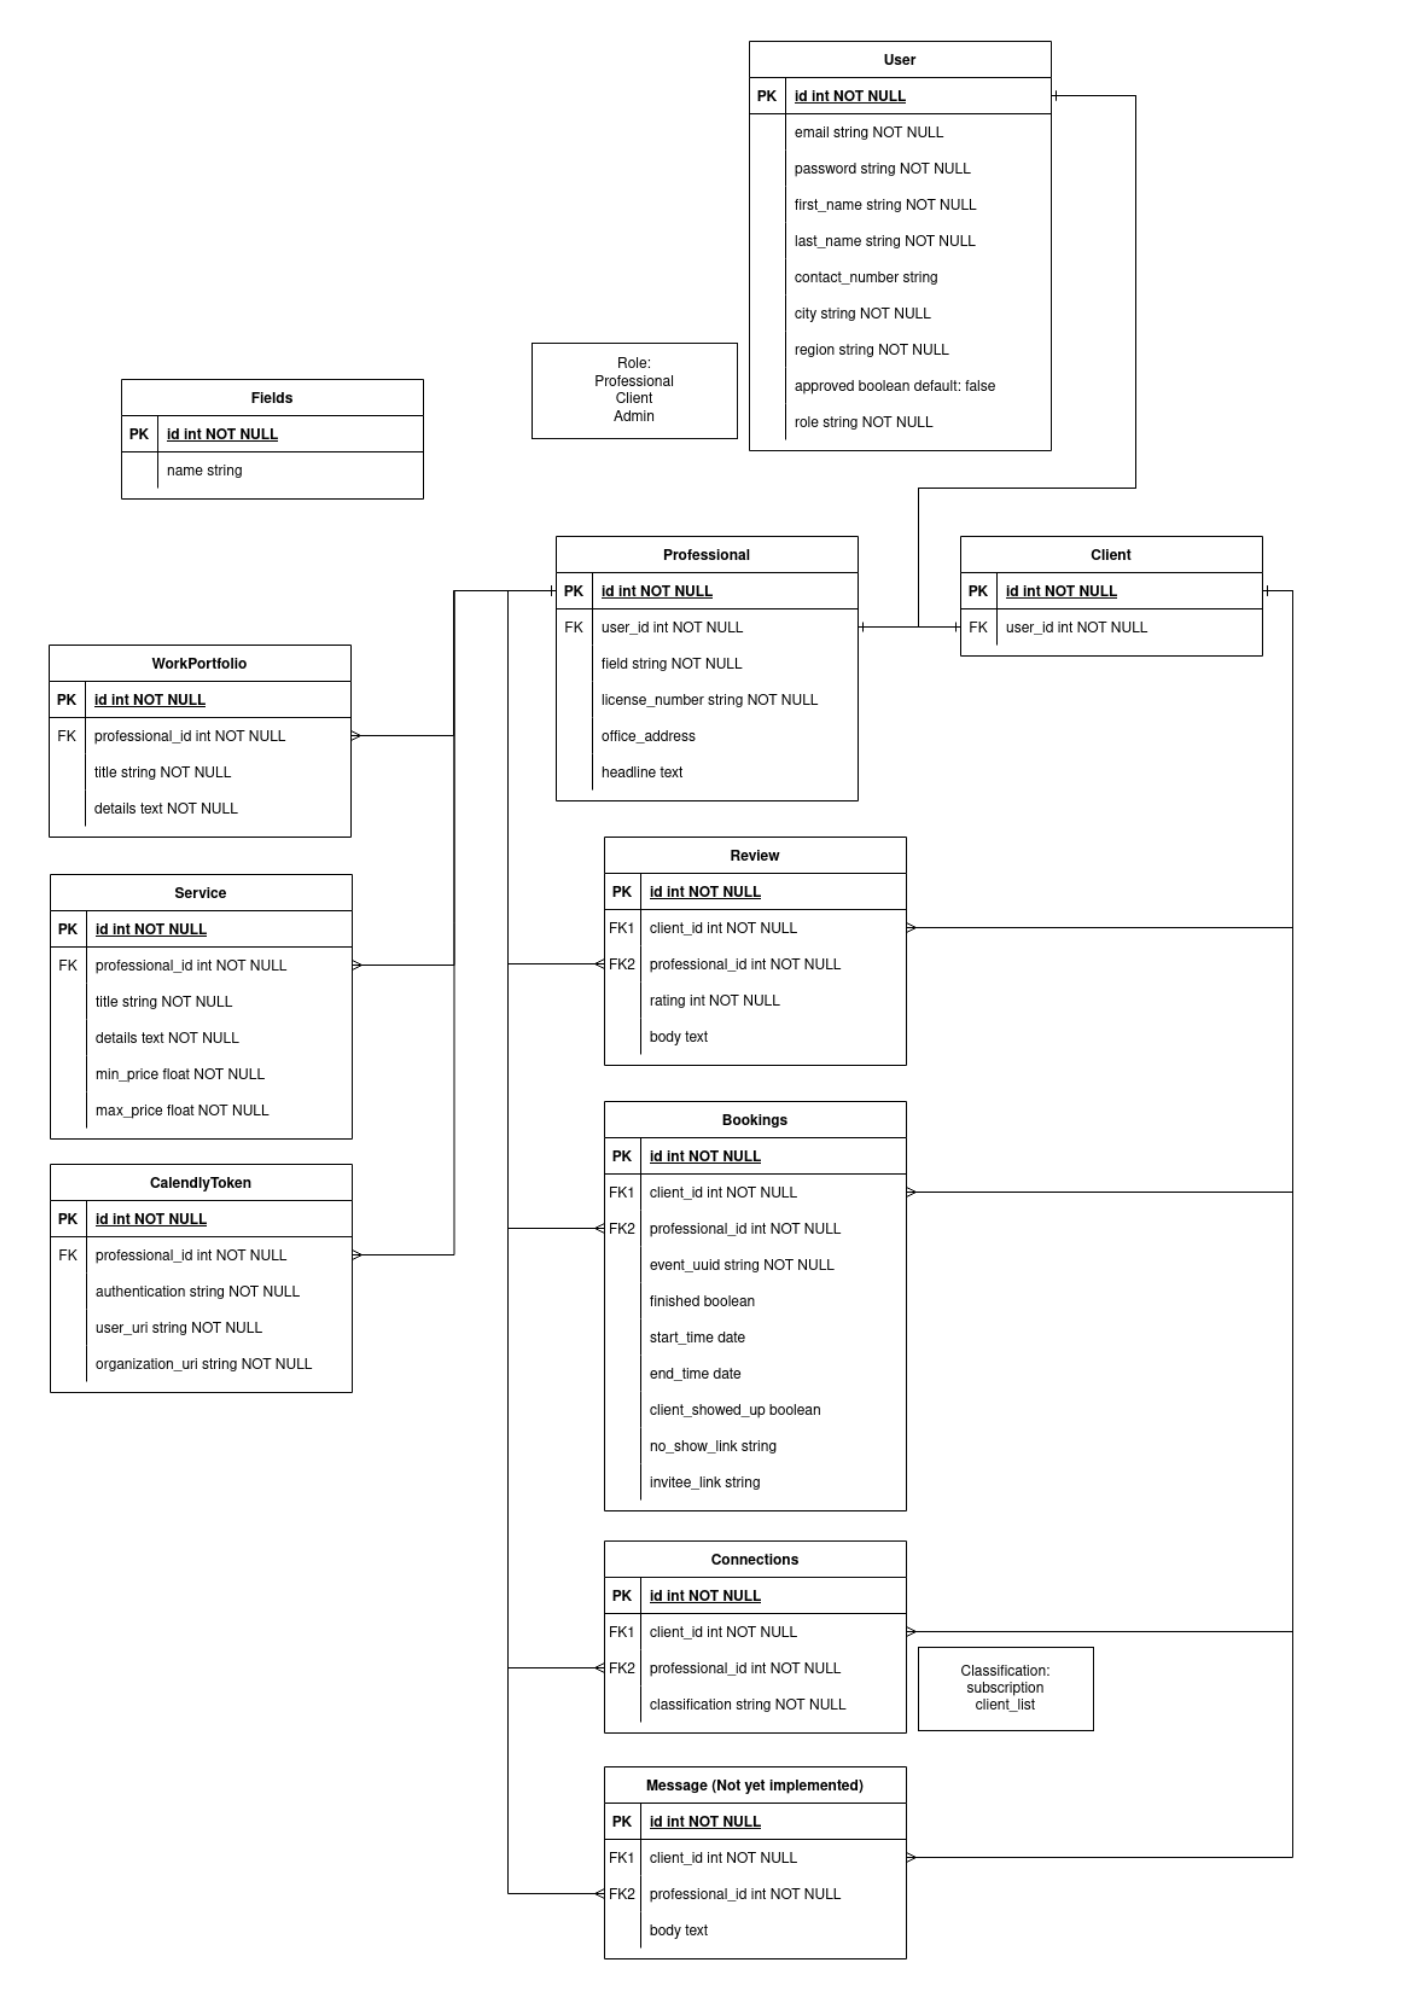 User
PK id int NOT NULL
email string NOT NULL
password string NOT NULL
first_name string NOT NULL
last_name string NOT NULL
contact_number string
city string NOT NULL
region string NOT NULL
approved boolean default: false
role string NOT NULL
Role:
Professional
Client
Admin
Fields
PK id int NOT NULL
name string
Professional
PK id int NOT NULL
FK user_id int NOT NULL
field string NOT NULL
license_number string NOT NULL
office_address
headline text
Client
PK id int NOT NULL
FK user_id int NOT NULL
WorkPortfolio
PK id int NOT NULL
FK professional_id int NOT NULL
title string NOT NULL
details text NOT NULL
Service
PK id int NOT NULL
FK professional_id int NOT NULL
title string NOT NULL
details text NOT NULL
min_price float NOT NULL
max_price float NOT NULL
CalendlyToken
PK id int NOT NULL
FK professional_id int NOT NULL
authentication string NOT NULL
user_uri string NOT NULL
organization_uri string NOT NULL
Review
PK id int NOT NULL
FK1 client_id int NOT NULL
FK2 professional_id int NOT NULL
rating int NOT NULL
body text
Bookings
PK id int NOT NULL
FK1 client_id int NOT NULL
FK2 professional_id int NOT NULL
event_uuid string NOT NULL
finished boolean
start_time date
end_time date
client_showed_up boolean
no_show_link string
invitee_link string
Connections
PK id int NOT NULL
FK1 client_id int NOT NULL
FK2 professional_id int NOT NULL
classification string NOT NULL
Classification:
subscription
client_list
Message (Not yet implemented)
PK id int NOT NULL
FK1 client_id int NOT NULL
FK2 professional_id int NOT NULL
body text